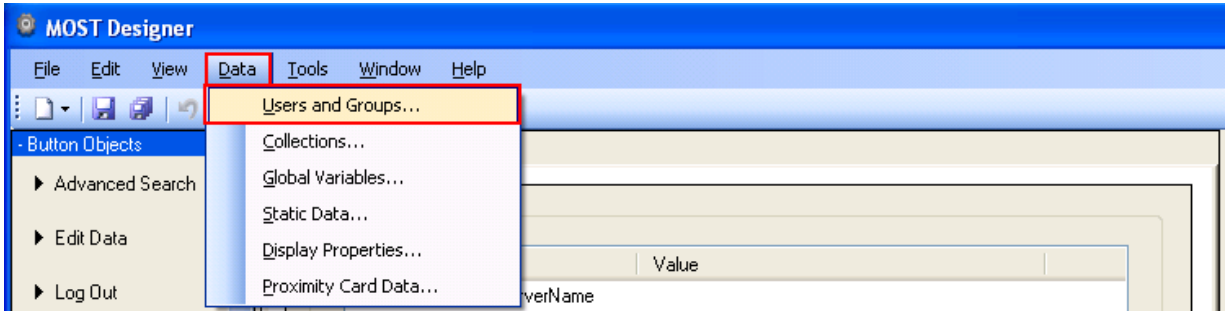 MOST Designer
File Edit View Data Tools Window Help
Users and Groups...
- Button Objects
Collections...
Advanced Search
Global Variables...
Static Data...
Edit Data
Display Properties...
Value
Log Out
Proximity Card Data...